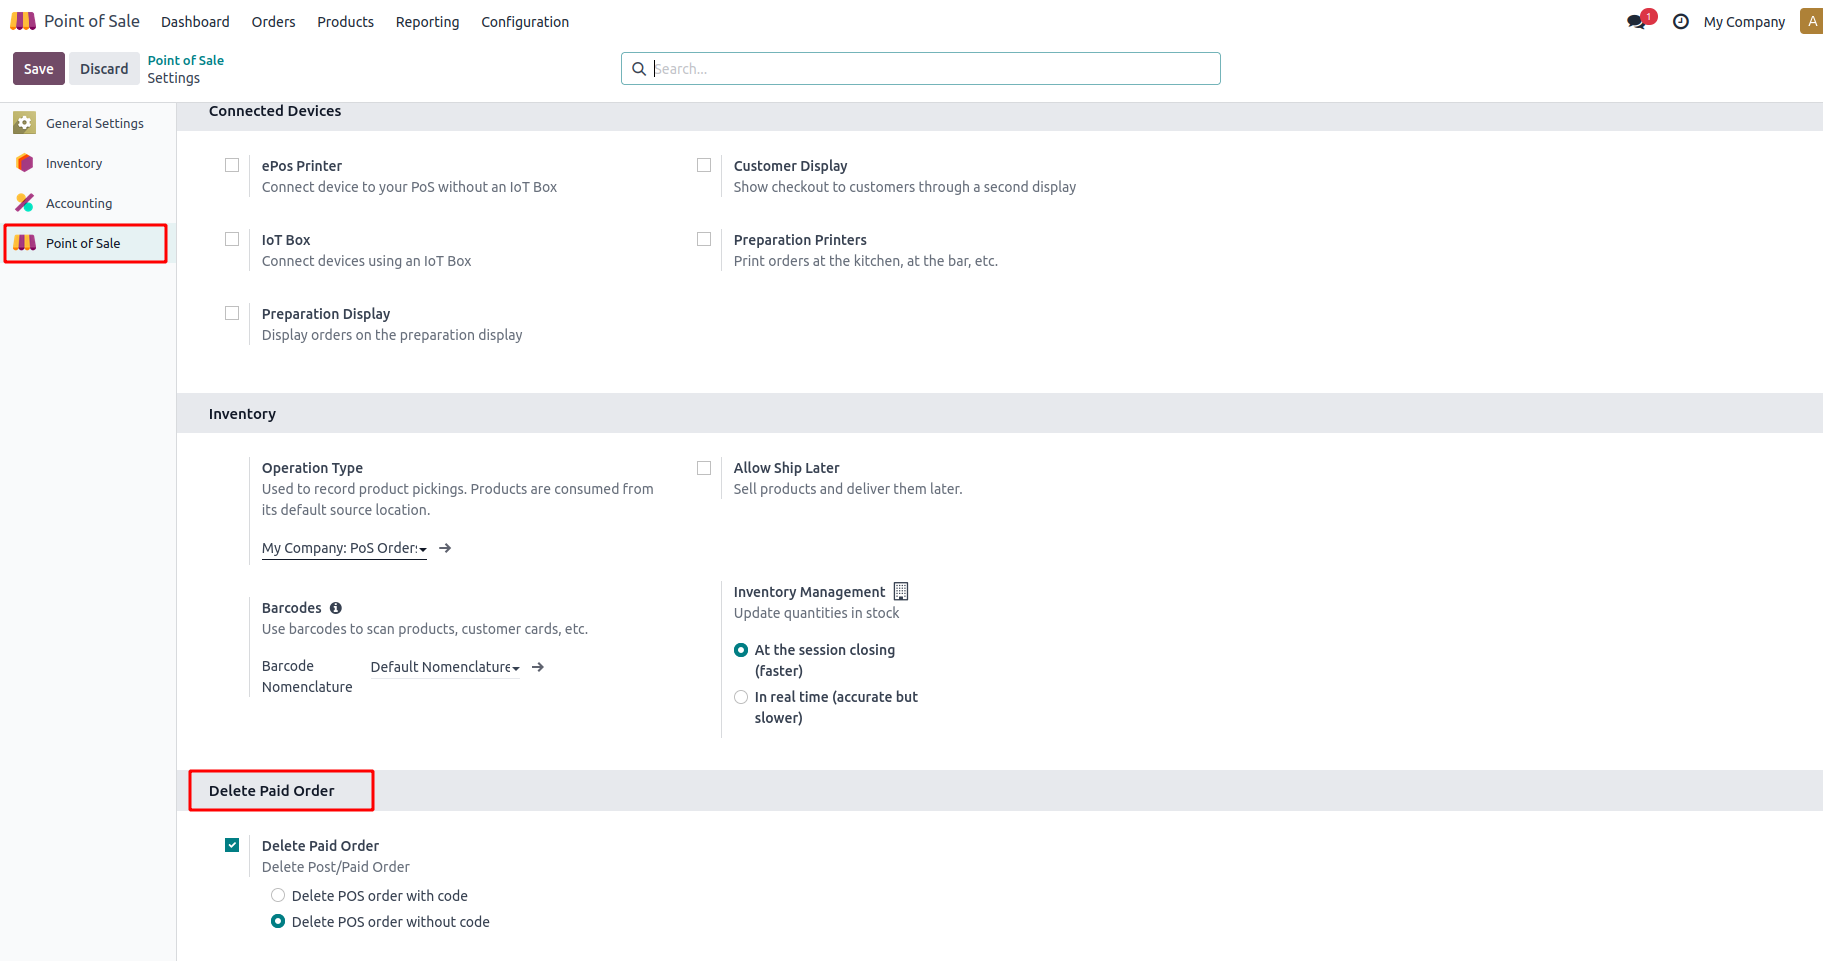 Point of Sale Dashboard Orders Products Reporting Configuration 1 My Company A
Save Discard Point of Sale
Settings
Search...
General Settings
Inventory
Accounting
Point of Sale
Connected Devices
ePos Printer
Connect device to your PoS without an IoT Box
Customer Display
Show checkout to customers through a second display
IoT Box
Connect devices using an IoT Box
Preparation Printers
Print orders at the kitchen, at the bar, etc.
Preparation Display
Display orders on the preparation display
Inventory
Operation Type
Used to record product pickings. Products are consumed from
its default source location.
My Company: PoS Orders
Allow Ship Later
Sell products and deliver them later.
Barcodes
Use barcodes to scan products, customer cards, etc.
Barcode
Nomenclature
Default Nomenclature
Inventory Management
Update quantities in stock
At the session closing
(faster)
In real time (accurate but
slower)
Delete Paid Order
Delete Paid Order
Delete Post/Paid Order
Delete POS order with code
Delete POS order without code